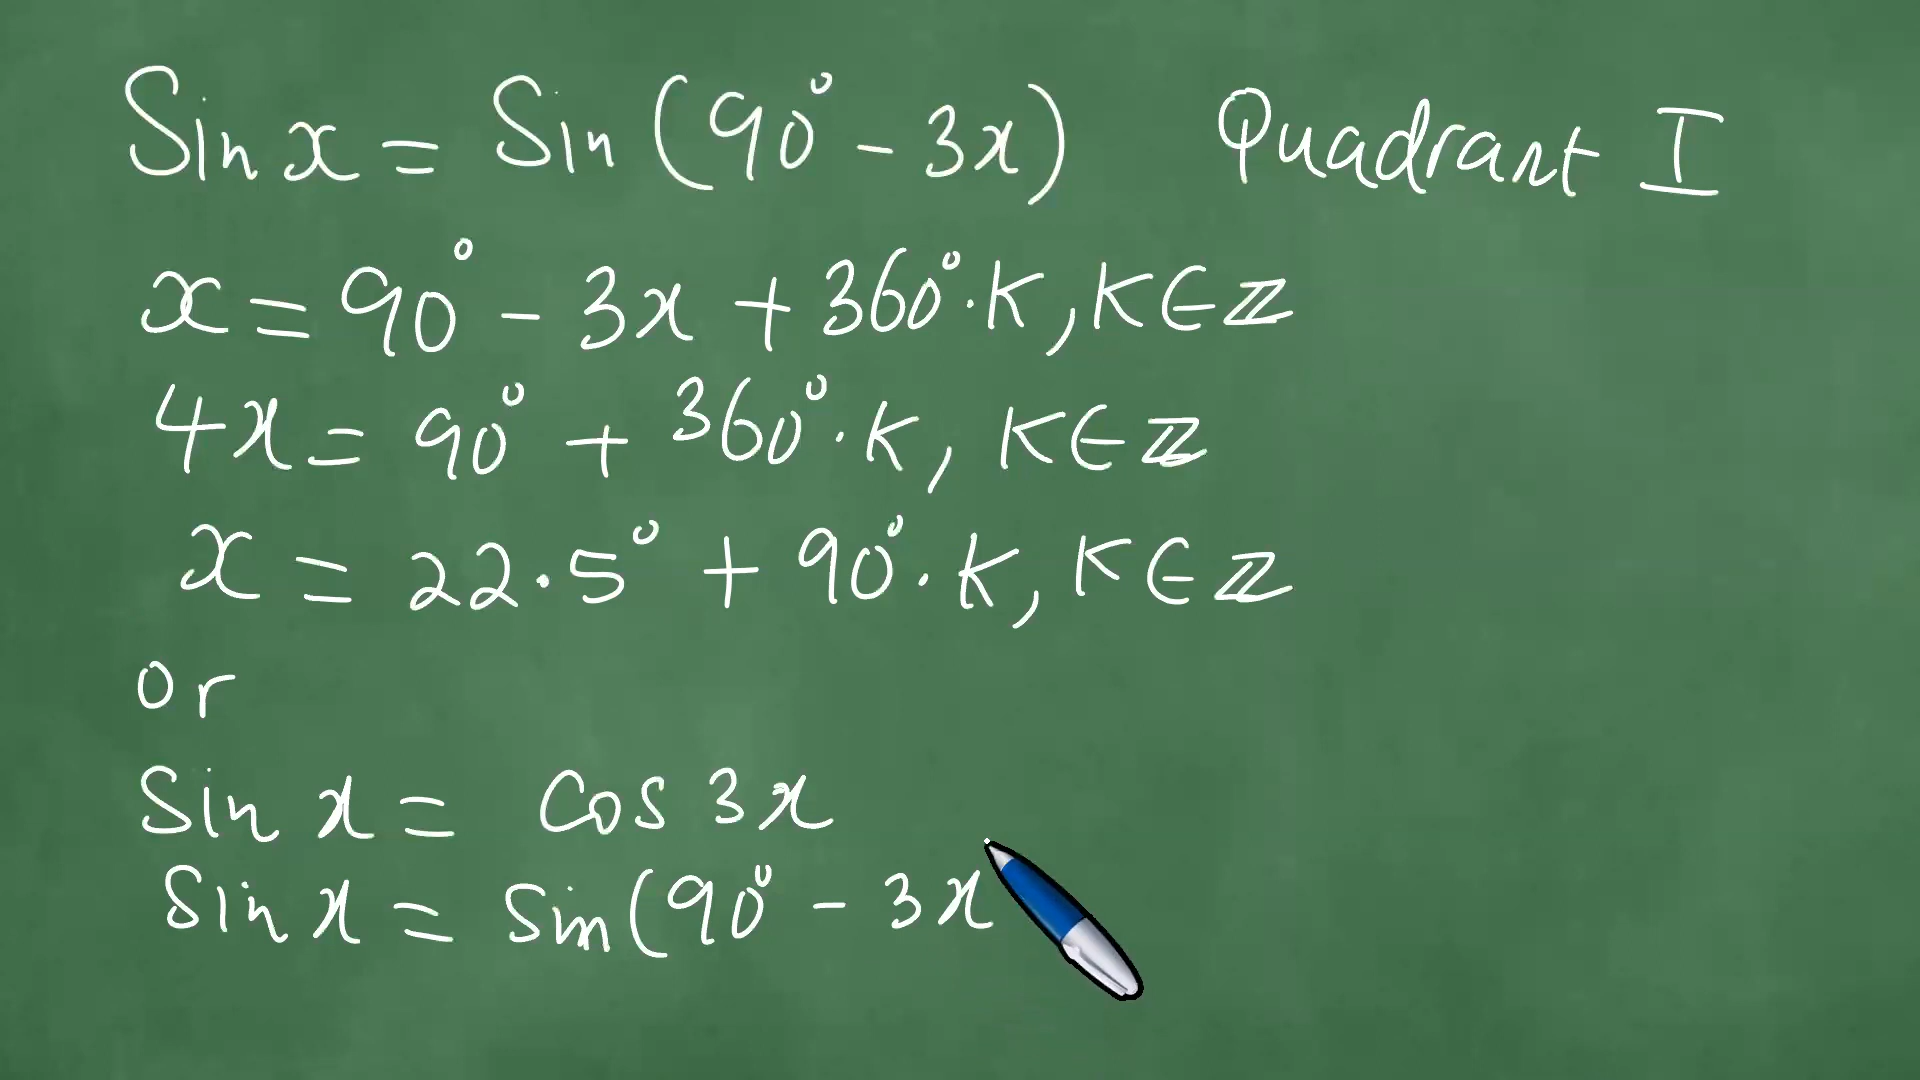 Sin x = Sin (90° - 3x) Quadrant I
x = 90° - 3x + 360°·K, K∈ℤ
4x = 90° + 360°·K, K∈ℤ
x = 22.5° + 90°·K, K∈ℤ
or
Sin x = Cos 3x
Sin x = Sin(90° - 3x